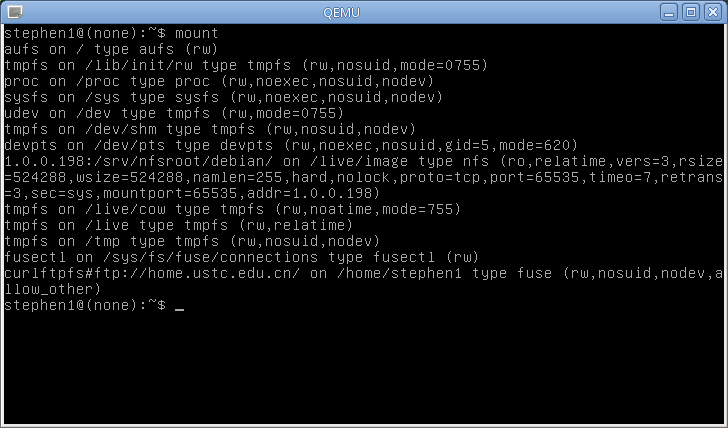 QEMU
stephen1@(none):~$ mount
aufs on / type aufs (rw)
tmpfs on /lib/init/rw type tmpfs (rw,nosuid,mode=0755)
proc on /proc type proc (rw,noexec,nosuid,nodev)
sysfs on /sys type sysfs (rw,noexec,nosuid,nodev)
udev on /dev type tmpfs (rw,mode=0755)
tmpfs on /dev/shm type tmpfs (rw,nosuid,nodev)
devpts on /dev/pts type devpts (rw,noexec,nosuid,gid=5,mode=620)
1.0.0.198:/srv/nfsroot/debian/ on /live/image type nfs (ro,relatime,vers=3,rsize
=524288,wsize=524288,namlen=255,hard,nolock,proto=tcp,port=65535,timeo=7,retrans
=3,sec=sys,mountport=65535,addr=1.0.0.198)
tmpfs on /live/cow type tmpfs (rw,noatime,mode=755)
tmpfs on /live type tmpfs (rw,relatime)
tmpfs on /tmp type tmpfs (rw,nosuid,nodev)
fusectl on /sys/fs/fuse/connections type fusectl (rw)
curlftpfs#ftp://home.ustc.edu.cn/ on /home/stephen1 type fuse (rw,nosuid,nodev,a
llow_other)
stephen1@(none):~$ _